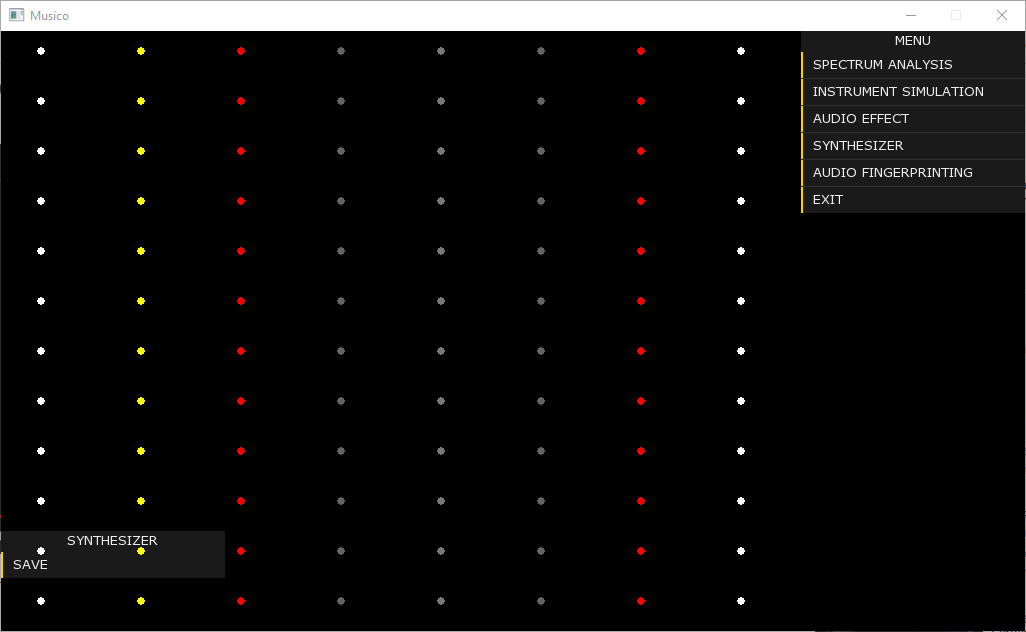 Musico
MENU
SPECTRUM ANALYSIS
INSTRUMENT SIMULATION
AUDIO EFFECT
SYNTHESIZER
AUDIO FINGERPRINTING
EXIT
SYNTHESIZER
SAVE